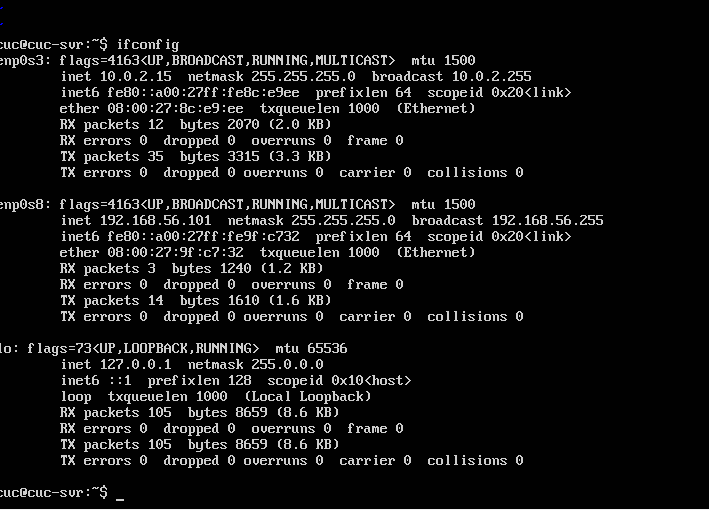 cuc@cuc-svr:~$ ifconfig
enp0s3: flags=4163<UP,BROADCAST,RUNNING,MULTICAST>  mtu 1500
        inet 10.0.2.15  netmask 255.255.255.0  broadcast 10.0.2.255
        inet6 fe80::a00:27ff:fe8c:e9ee  prefixlen 64  scopeid 0x20<link>
        ether 08:00:27:8c:e9:ee  txqueuelen 1000  (Ethernet)
        RX packets 12  bytes 2070 (2.0 KB)
        RX errors 0  dropped 0  overruns 0  frame 0
        TX packets 35  bytes 3315 (3.3 KB)
        TX errors 0  dropped 0 overruns 0  carrier 0  collisions 0
enp0s8: flags=4163<UP,BROADCAST,RUNNING,MULTICAST>  mtu 1500
        inet 192.168.56.101  netmask 255.255.255.0  broadcast 192.168.56.255
        inet6 fe80::a00:27ff:fe9f:c732  prefixlen 64  scopeid 0x20<link>
        ether 08:00:27:9f:c7:32  txqueuelen 1000  (Ethernet)
        RX packets 3  bytes 1240 (1.2 KB)
        RX errors 0  dropped 0  overruns 0  frame 0
        TX packets 14  bytes 1610 (1.6 KB)
        TX errors 0  dropped 0 overruns 0  carrier 0  collisions 0
lo: flags=73<UP,LOOPBACK,RUNNING>  mtu 65536
        inet 127.0.0.1  netmask 255.0.0.0
        inet6 ::1  prefixlen 128  scopeid 0x10<host>
        loop  txqueuelen 1000  (Local Loopback)
        RX packets 105  bytes 8659 (8.6 KB)
        RX errors 0  dropped 0  overruns 0  frame 0
        TX packets 105  bytes 8659 (8.6 KB)
        TX errors 0  dropped 0 overruns 0  carrier 0  collisions 0
cuc@cuc-svr:~$ _